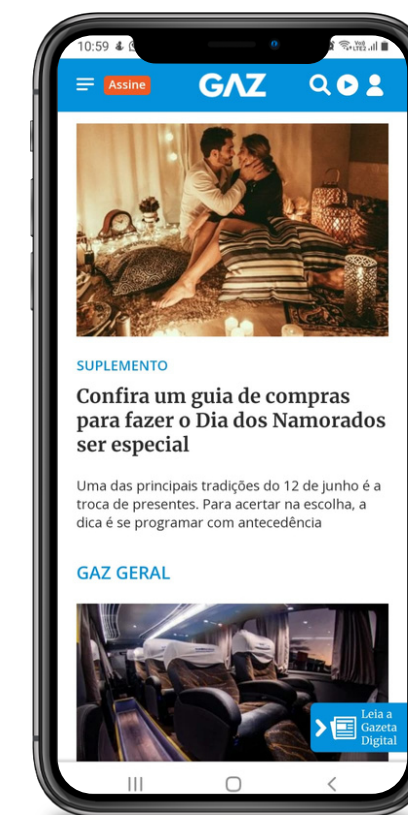 10:59
Assine
GAZ
SUPLEMENTO
Confira um guia de compras
para fazer o Dia dos Namorados
ser especial
Uma das principais tradições do 12 de junho é a
troca de presentes. Para acertar na escolha, a
dica é se programar com antecedência
GAZ GERAL
Leia a
Gazeta
Digital